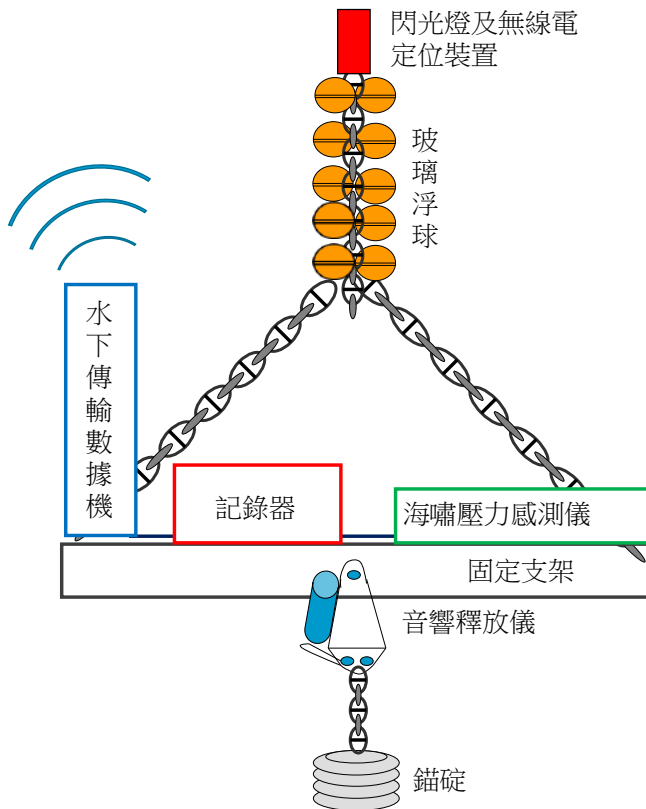 閃光燈及無線電
定位裝置
玻璃浮球
水下傳輸數據機
記錄器
海嘯壓力感測儀
固定支架
音響釋放儀
錨碇